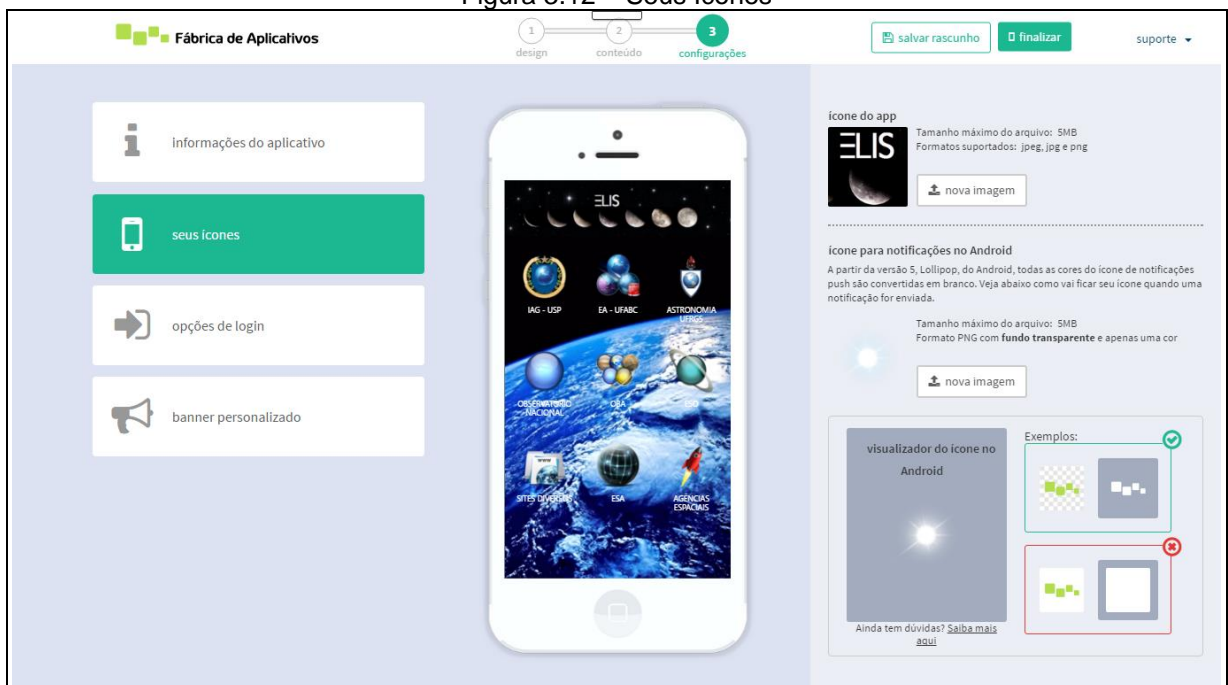 Figura 3.12 – Seus Ícones
Fábrica de Aplicativos
1
2
3
design
conteúdo
configurações
salvar rascunho
finalizar
suporte
informações do aplicativo
seus ícones
opções de login
banner personalizado
ELIS
IAG - USP
EA - UFABC
ASTRONOMIA
UFRGS
OBSERVATÓRIO
NACIONAL
OBA
ESO
SITES DIVERSOS
ESA
AGÊNCIAS
ESPACIAIS
ícone do app
ELIS
Tamanho máximo do arquivo: 5MB
Formatos suportados: jpeg, jpg e png
nova imagem
ícone para notificações no Android
A partir da versão 5, Lollipop, do Android, todas as cores do ícone de notificações
push são convertidas em branco. Veja abaixo como vai ficar seu ícone quando uma
notificação for enviada.
Tamanho máximo do arquivo: 5MB
Formato PNG com fundo transparente e apenas uma cor
nova imagem
visualizador do ícone no
Android
Exemplos:
Ainda tem dúvidas? Saiba mais
aqui